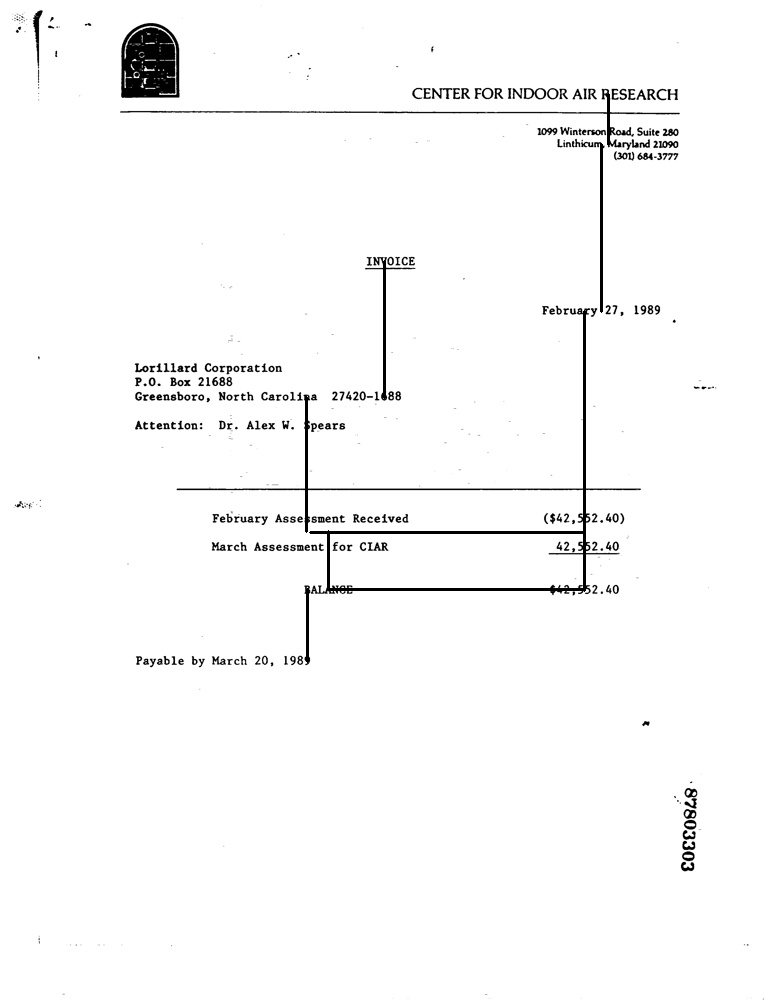 CENTER FOR INDOOR AIR RESEARCH
1099 Winterson Road, Suite 280
Linthicum, Maryland 21090
(301) 684-3777
INVOICE
February 27, 1989
Lorillard Corporation
P.O. Box 21688
Greensboro, North Carolina 27420-1688
Attention: Dr. Alex W. Spears
February Assessment Received ($42,552.40)
March Assessment for CIAR 42,552.40
BALANCE $42,552.40
Payable by March 20, 1989
87803303